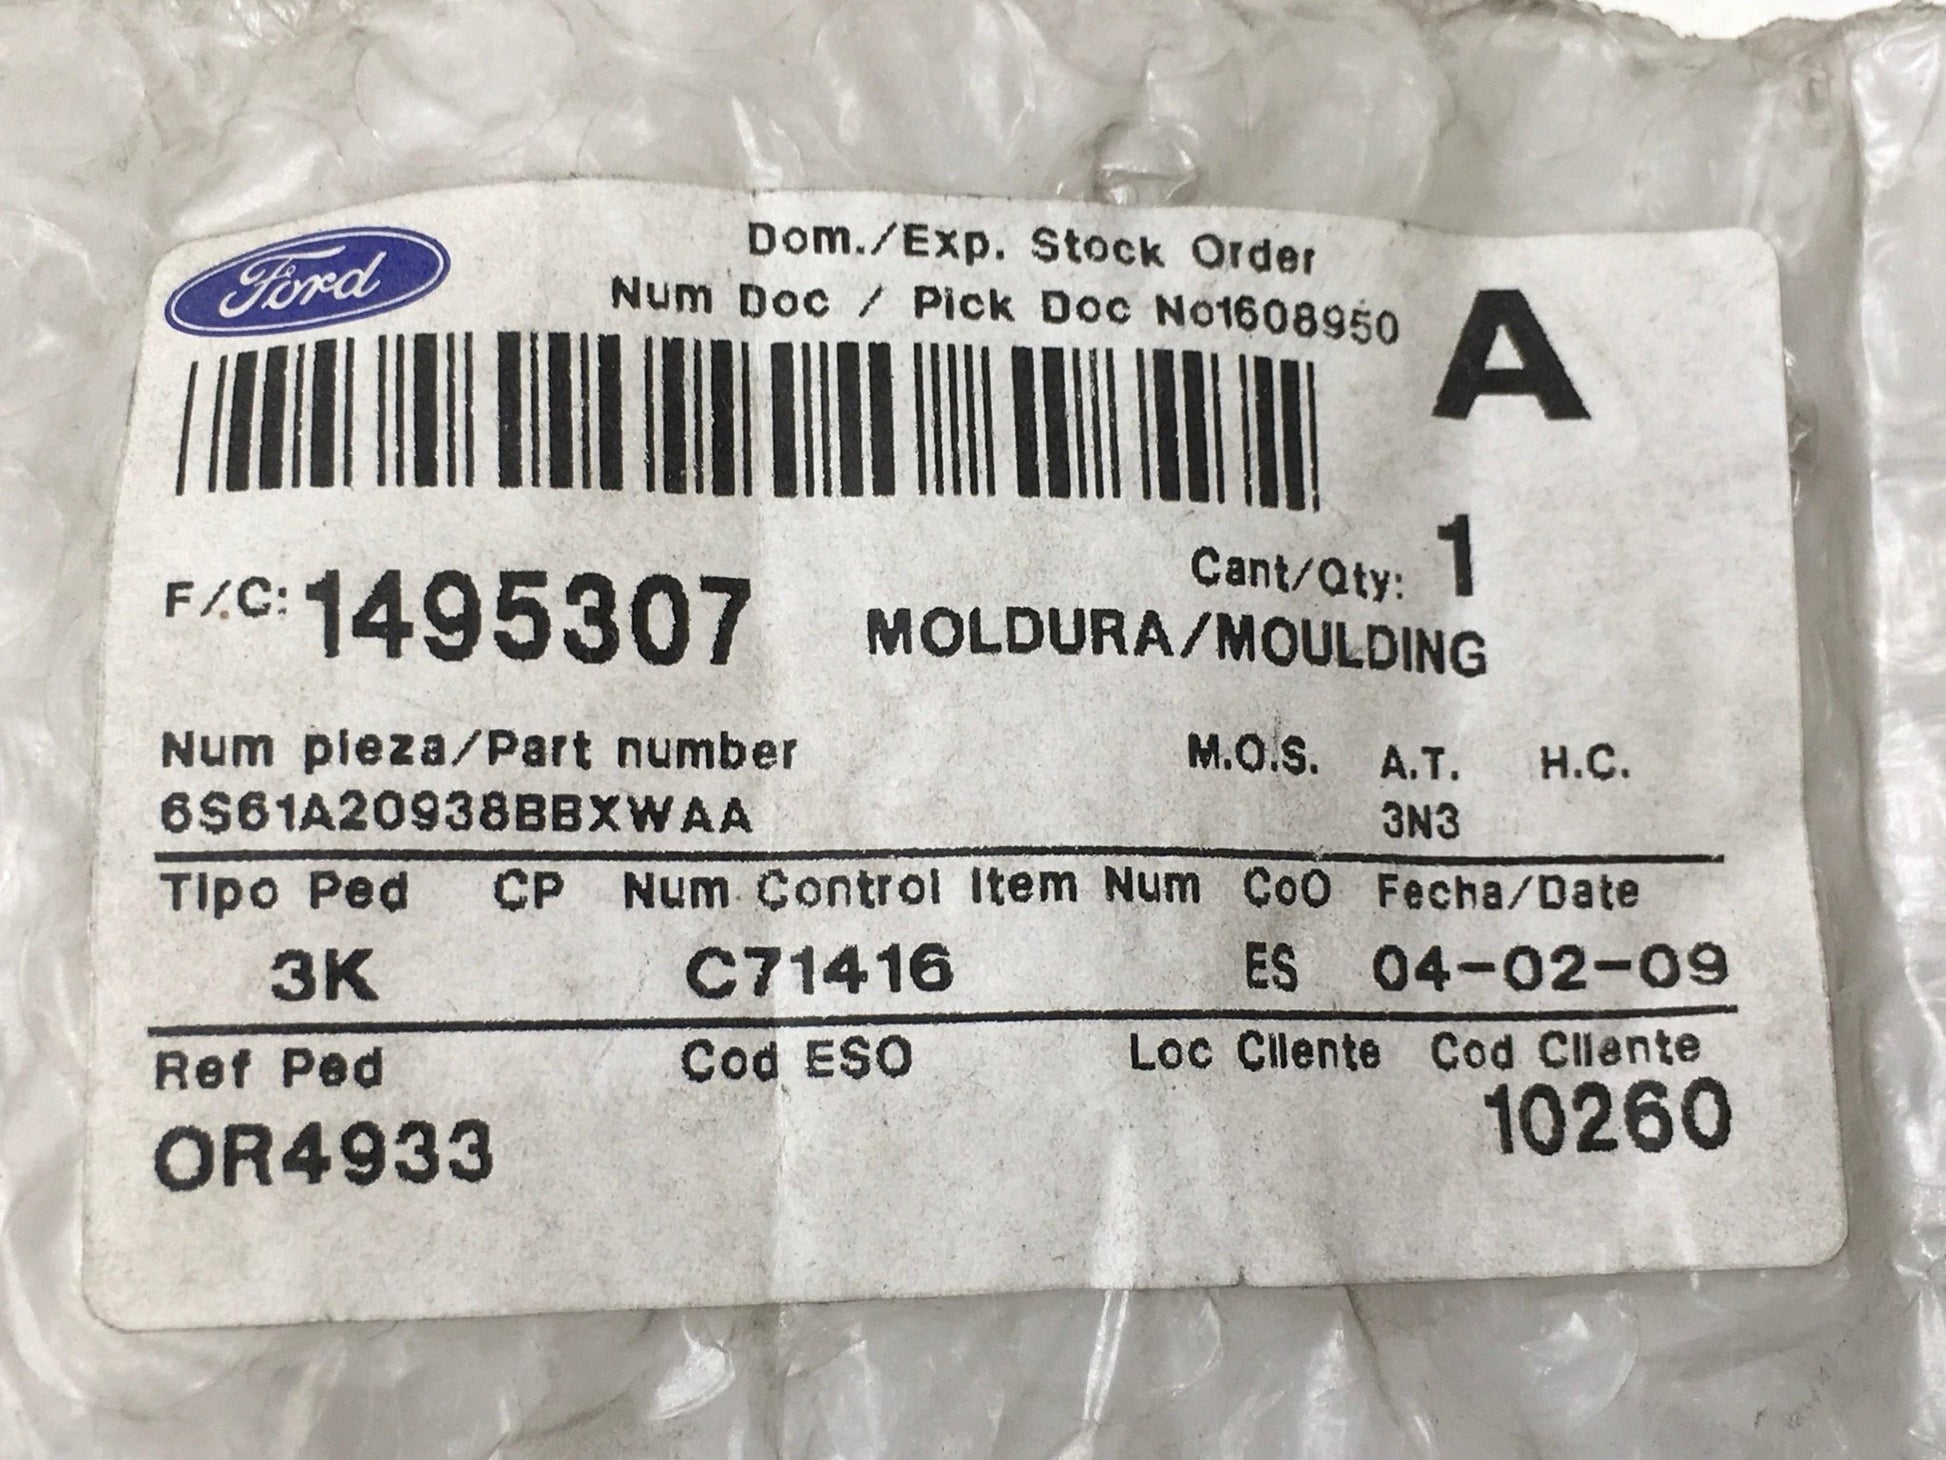 Ford
Dom./Exp. Stock Order
Num Doc / Pick Doc No1608950
A
Cant/Qty: 1
F/C: 1495307 MOLDURA/MOULDING
Num pieza/Part number M.O.S. A.T. H.C.
6S61A20938BBXWAA 3N3
Tipo Ped CP Num Control Item Num CoO Fecha/Date
3K C71416 ES 04-02-09
Ref Ped Cod ESO Loc Cliente Cod Cliente
OR4933 10260